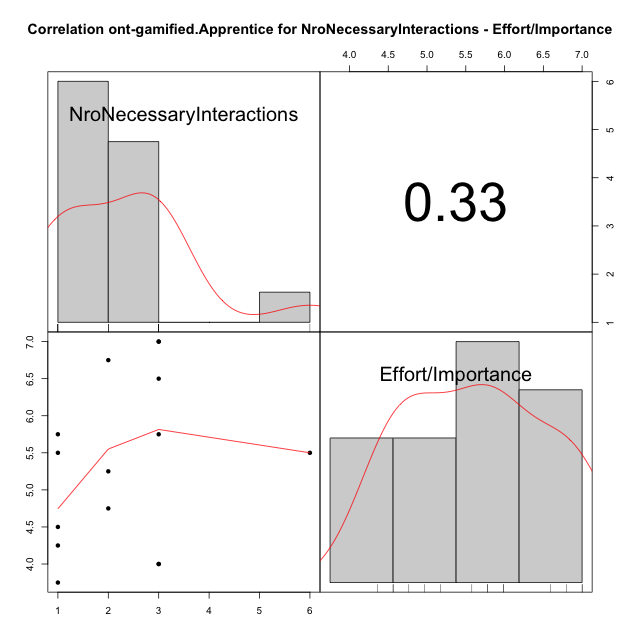 Correlation ont-gamified.Apprentice for NroNecessaryInteractions - Effort/Importance
4.0 4.5 5.0 5.5 6.0 6.5 7.0
NroNecessaryInteractions
0.33
6
5
4
3
2
1
7.0
6.5
6.0
5.5
5.0
4.5
4.0
Effort/Importance
1 2 3 4 5 6